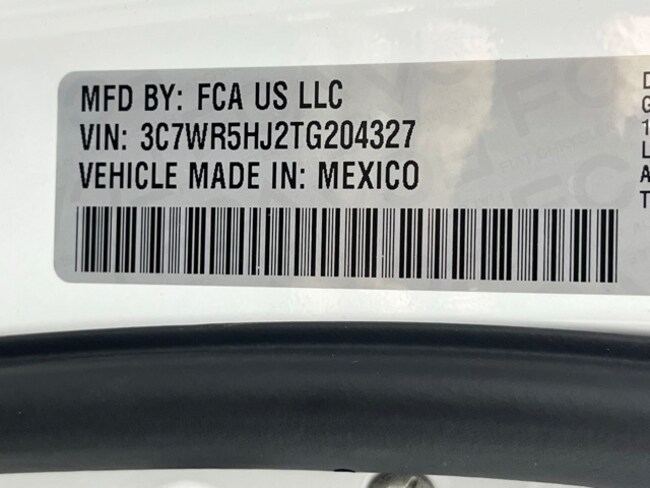 MFD BY: FCA US LLC
VIN: 3C7WR5HJ2TG204327
VEHICLE MADE IN: MEXICO